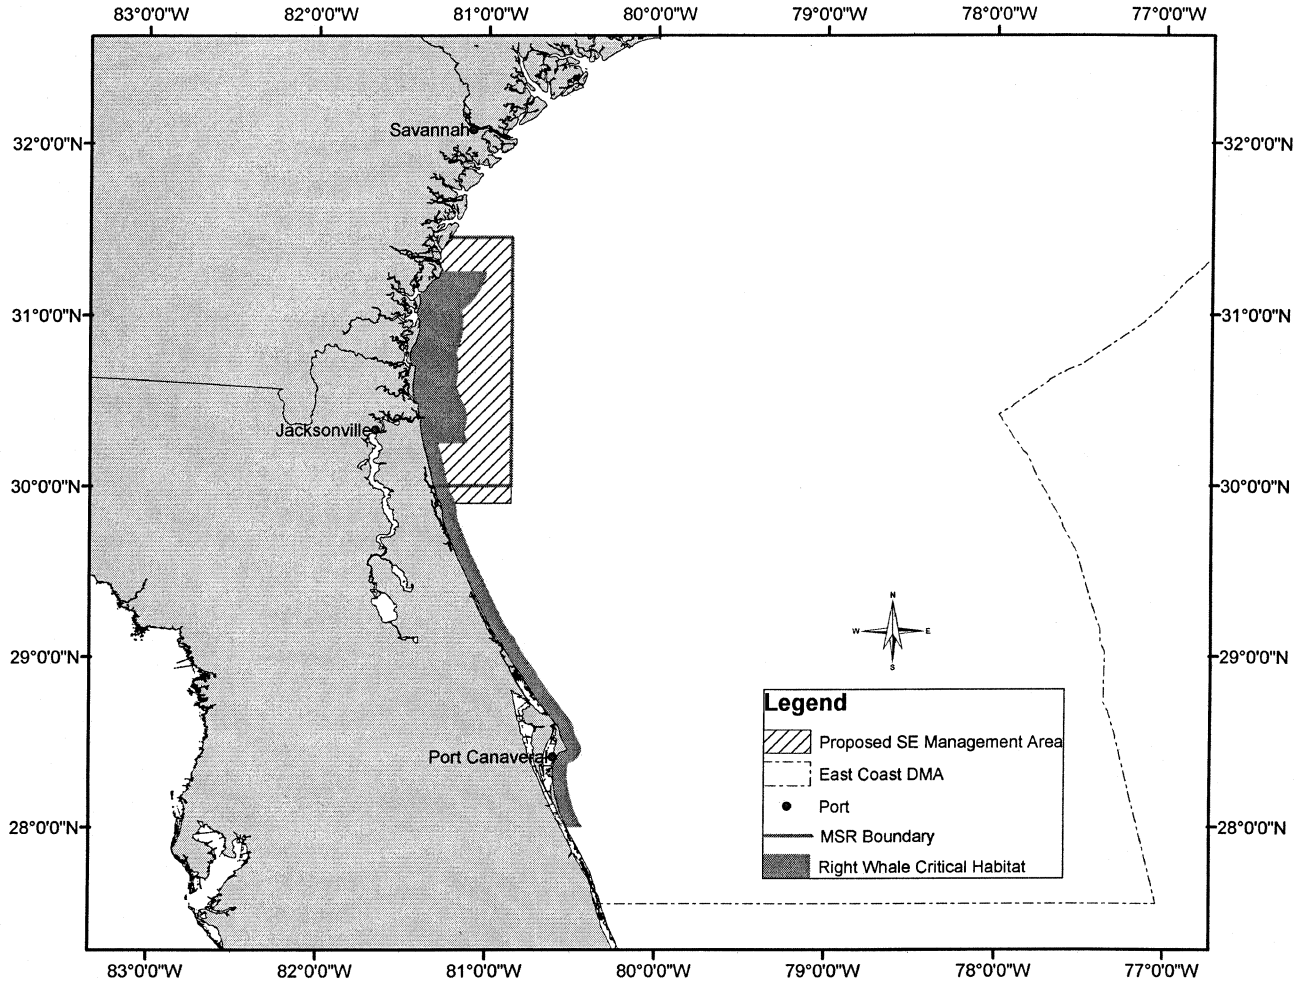 83°0'0"W 82°0'0"W 81°0'0"W 80°0'0"W 79°0'0"W 78°0'0"W 77°0'0"W
Savannah
32°0'0"N 32°0'0"N
31°0'0"N 31°0'0"N
Jacksonville
30°0'0"N 30°0'0"N
N
W E
S
29°0'0"N 29°0'0"N
Legend
Proposed SE Management Area
Port Canaveral
East Coast DMA
Port
28°0'0"N 28°0'0"N
MSR Boundary
Right Whale Critical Habitat
83°0'0"W 82°0'0"W 81°0'0"W 80°0'0"W 79°0'0"W 78°0'0"W 77°0'0"W